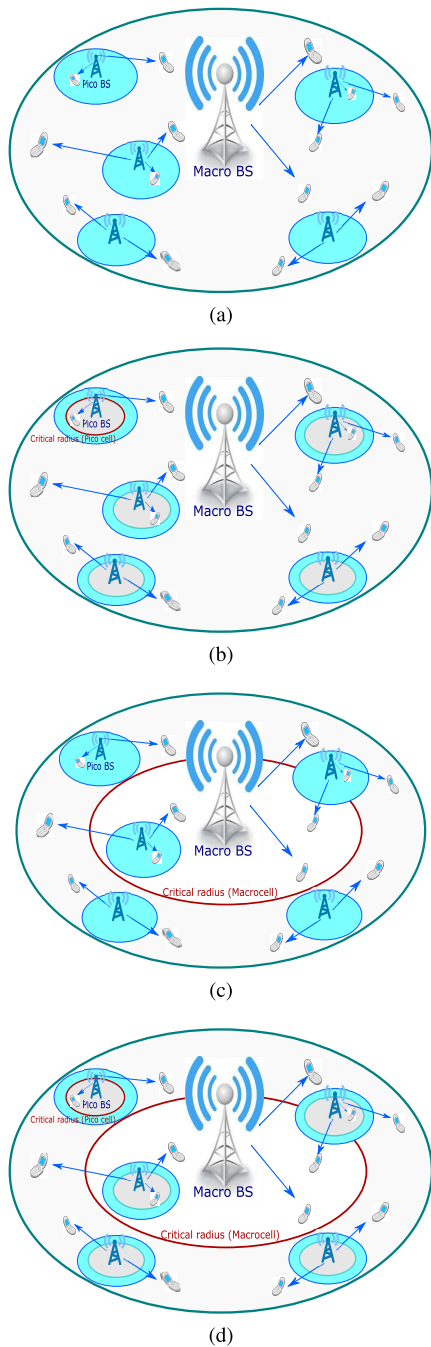 Pico BS
Macro BS
(a)
Pico BS
Critical radius (Pico cell)
Macro BS
(b)
Pico BS
Macro BS
Critical radius (Macrocell)
(c)
Pico BS
Critical radius (Pico cell)
Macro BS
Critical radius (Macrocell)
(d)